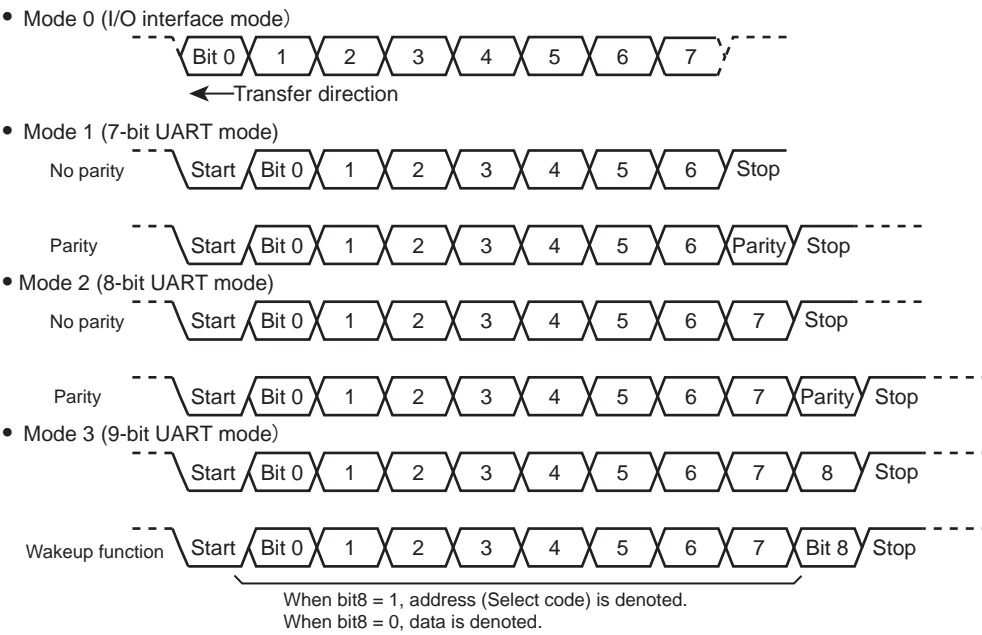 • Mode 0 (I/O interface mode）
Bit 0 1 2 3 4 5 6 7
Transfer direction
• Mode 1 (7-bit UART mode)
No parity Start Bit 0 1 2 3 4 5 6 Stop
Parity Start Bit 0 1 2 3 4 5 6 Parity Stop
• Mode 2 (8-bit UART mode)
No parity Start Bit 0 1 2 3 4 5 6 7 Stop
Parity Start Bit 0 1 2 3 4 5 6 7 Parity Stop
• Mode 3 (9-bit UART mode）
Start Bit 0 1 2 3 4 5 6 7 8 Stop
Wakeup function Start Bit 0 1 2 3 4 5 6 7 Bit 8 Stop
When bit8 = 1, address (Select code) is denoted.
When bit8 = 0, data is denoted.